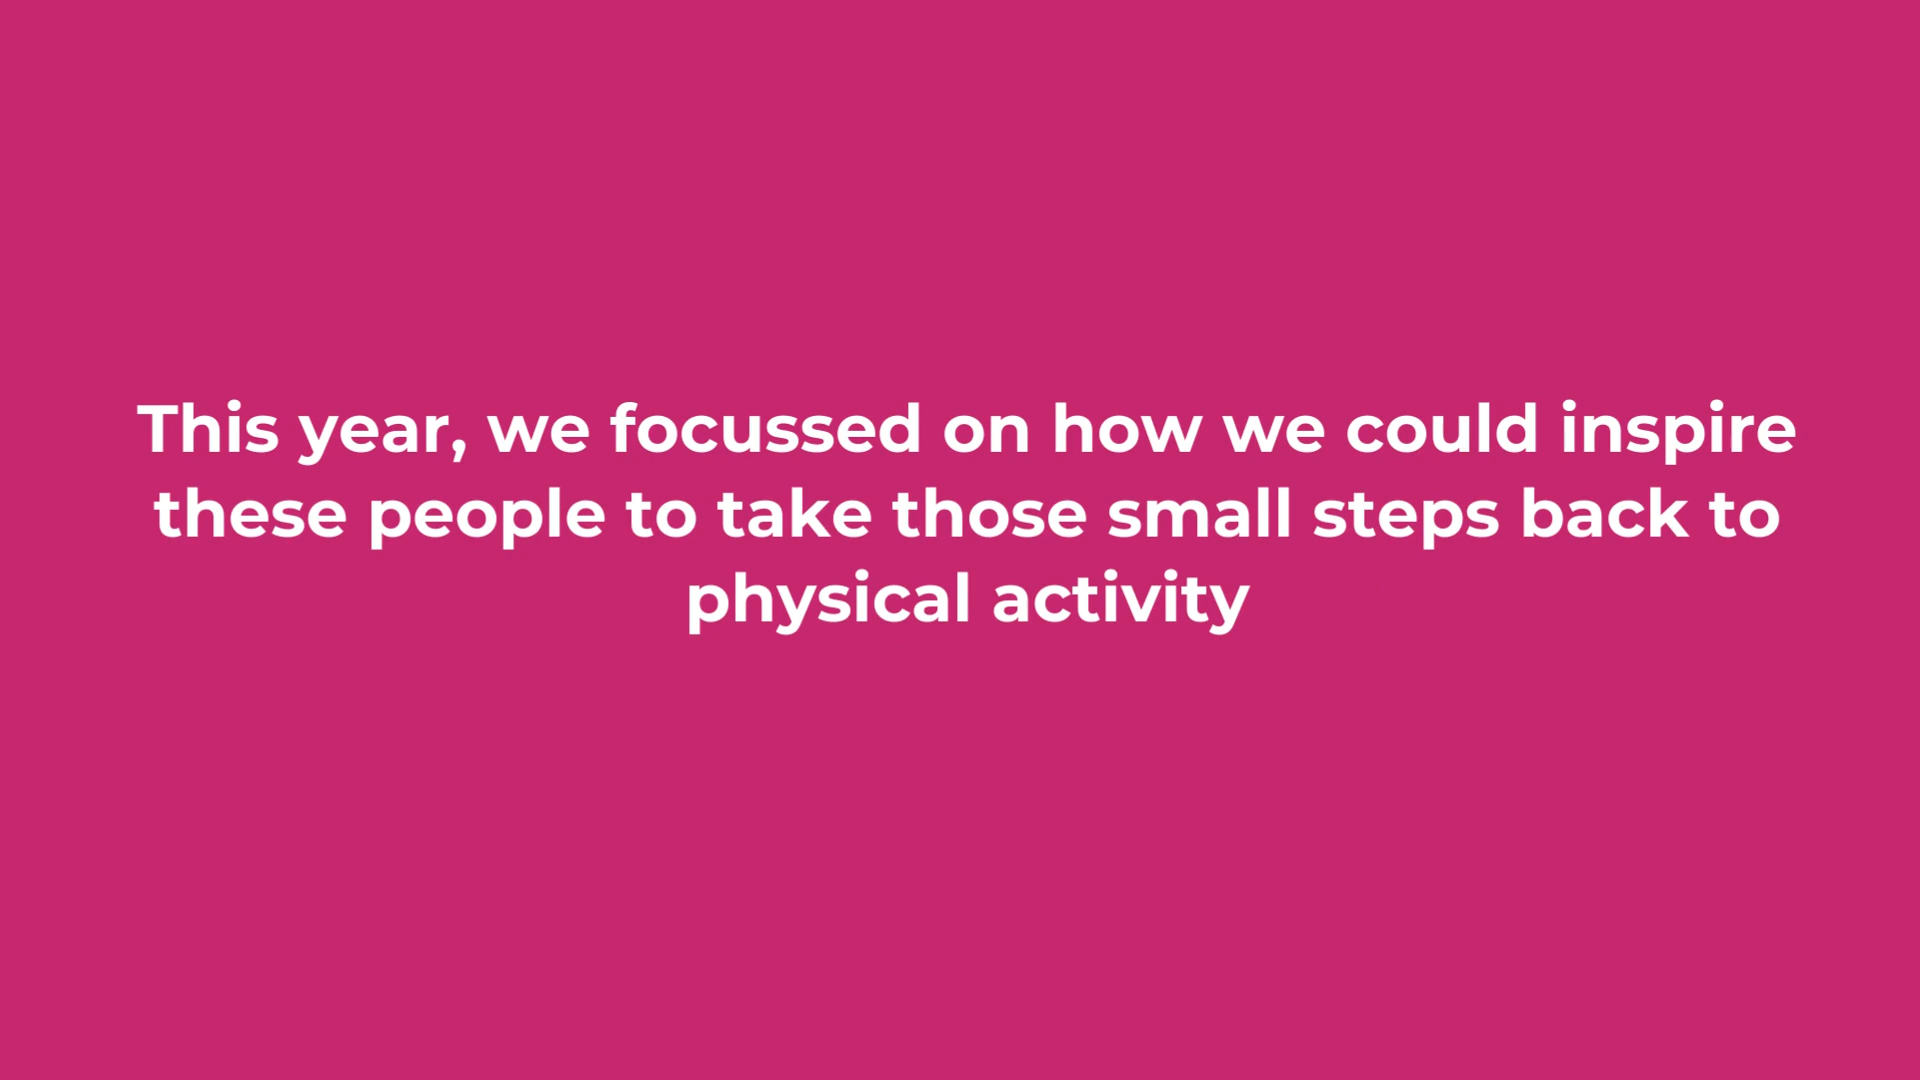 This year, we focussed on how we could inspire
these people to take those small steps back to
physical activity